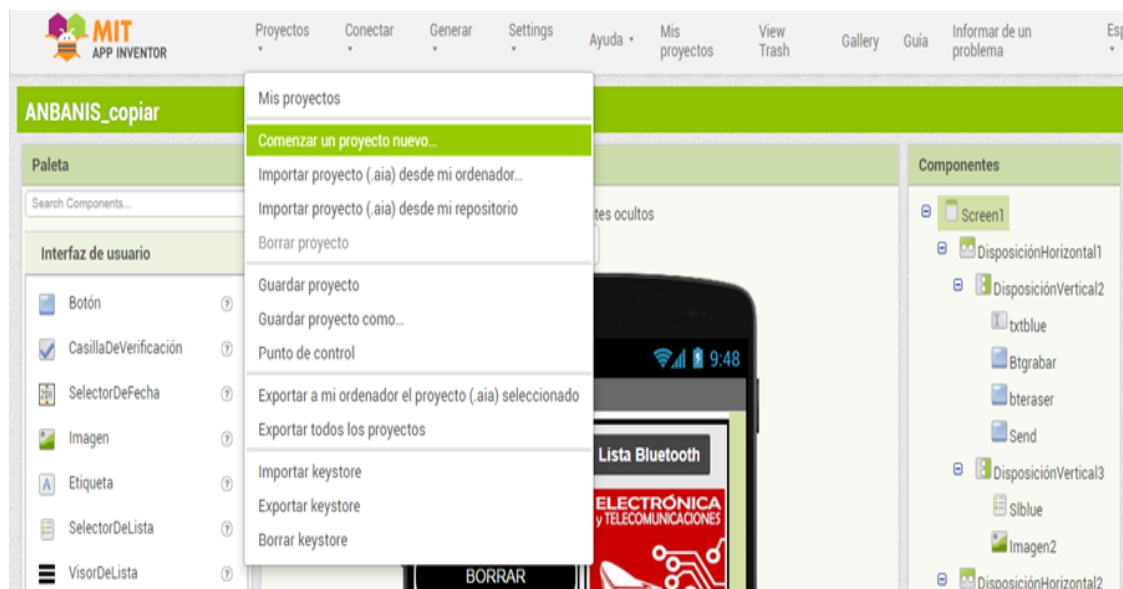 MIT
APP INVENTOR
Proyectos
Conectar
Generar
Settings
Ayuda
Mis
proyectos
View
Trash
Gallery
Guía
Informar de un
problema
Esp
ANBANIS_copiar
Mis proyectos
Comenzar un proyecto nuevo...
Importar proyecto (.aia) desde mi ordenador...
Importar proyecto (.aia) desde mi repositorio
Borrar proyecto
Guardar proyecto
Guardar proyecto como...
Punto de control
Exportar a mi ordenador el proyecto (.aia) seleccionado
Exportar todos los proyectos
Importar keystore
Exportar keystore
Borrar keystore
Paleta
Search Components...
Interfaz de usuario
Botón
CasillaDeVerificación
SelectorDeFecha
Imagen
Etiqueta
SelectorDeLista
VisorDeLista
tes ocultos
9:48
Lista Bluetooth
ELECTRÓNICA
y TELECOMUNICACIONES
BORRAR
Componentes
Screen1
DisposiciónHorizontal1
DisposiciónVertical2
txtblue
Btgrabar
bteraser
Send
DisposiciónVertical3
Slblue
Imagen2
DisposiciónHorizontal2